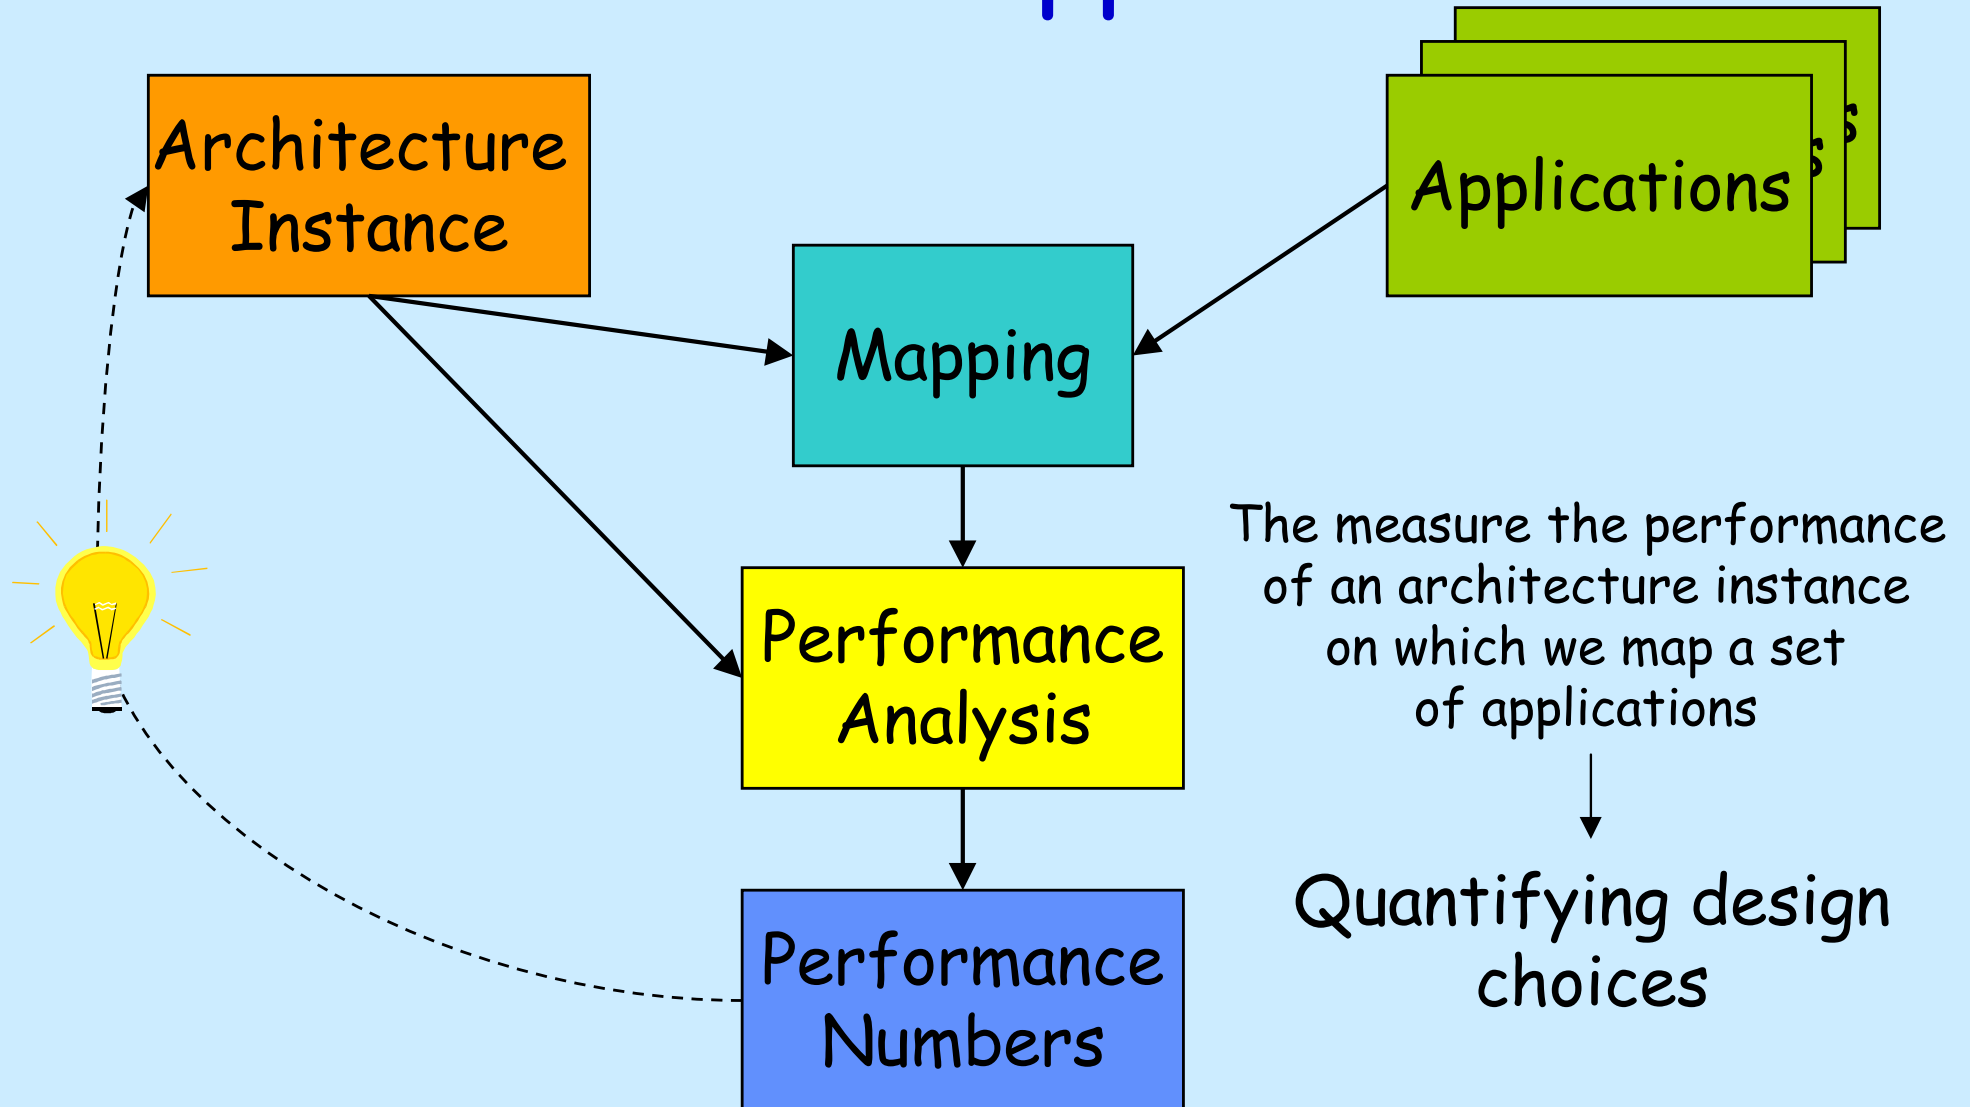 Architecture
Instance
Applications
s
s
Mapping
The measure the performance
of an architecture instance
on which we map a set
of applications
Performance
Analysis
Quantifying design
choices
Performance
Numbers